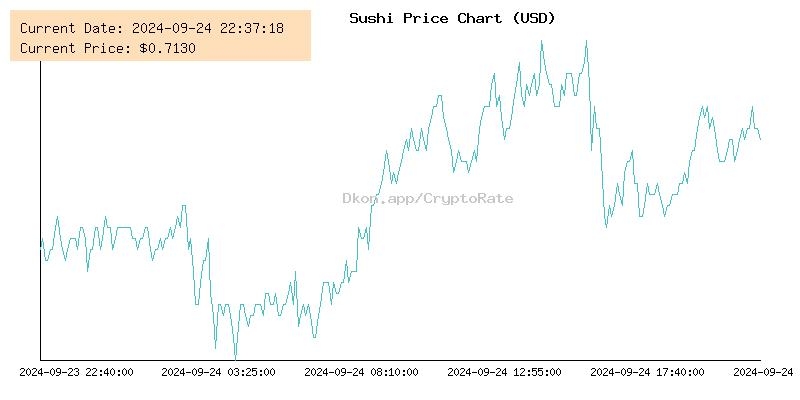 Sushi Price Chart (USD)
Current Date: 2024-09-24 22:37:18
Current Price: $0.7130
Dkon.app/CryptoRate
2024-09-23 22:40:00 2024-09-24 03:25:00 2024-09-24 08:10:00 2024-09-24 12:55:00 2024-09-24 17:40:00 2024-09-24